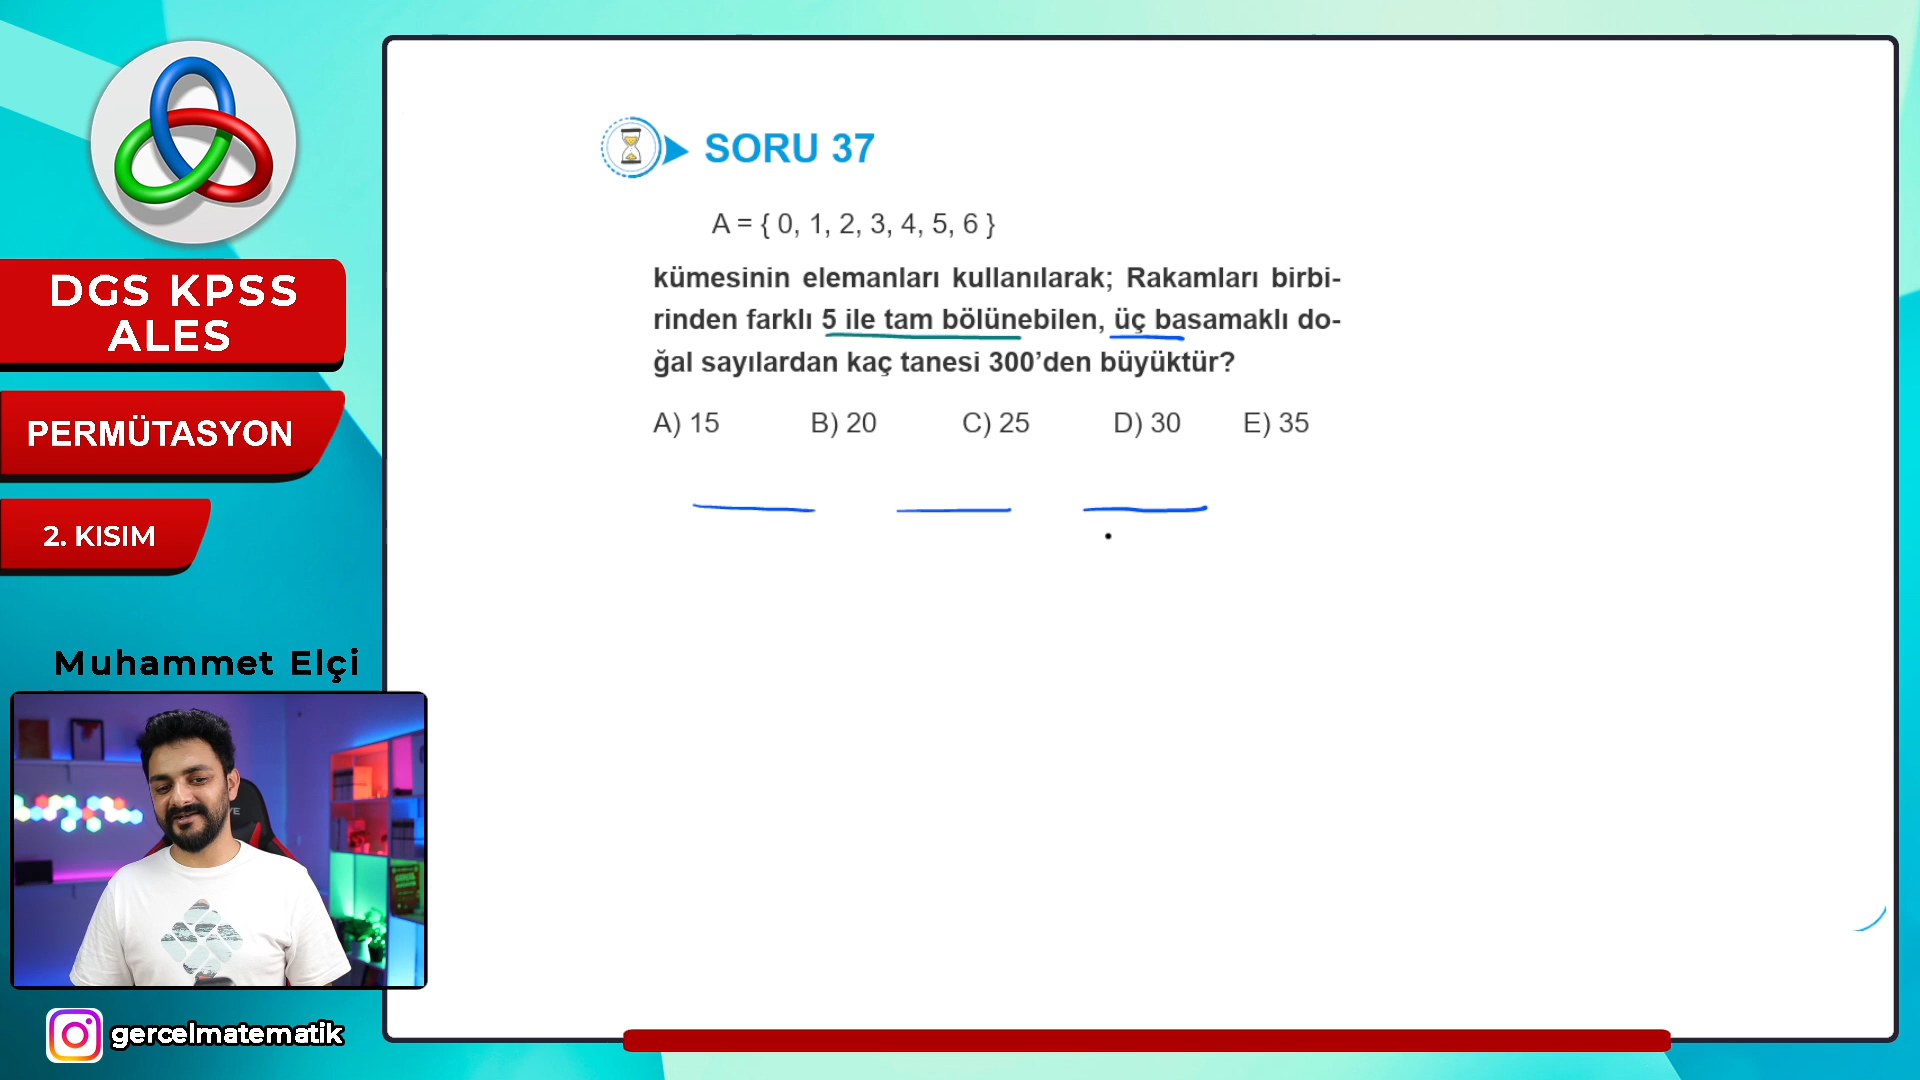 DGS KPSS
ALES
PERMÜTASYON
2. KISIM
Muhammet Elçi
gercelmatematik
SORU 37
A = { 0, 1, 2, 3, 4, 5, 6 }
kümesinin elemanları kullanılarak; Rakamları birbi-
rinden farklı 5 ile tam bölünebilen, üç basamaklı do-
ğal sayılardan kaç tanesi 300’den büyüktür?
A) 15 B) 20 C) 25 D) 30 E) 35